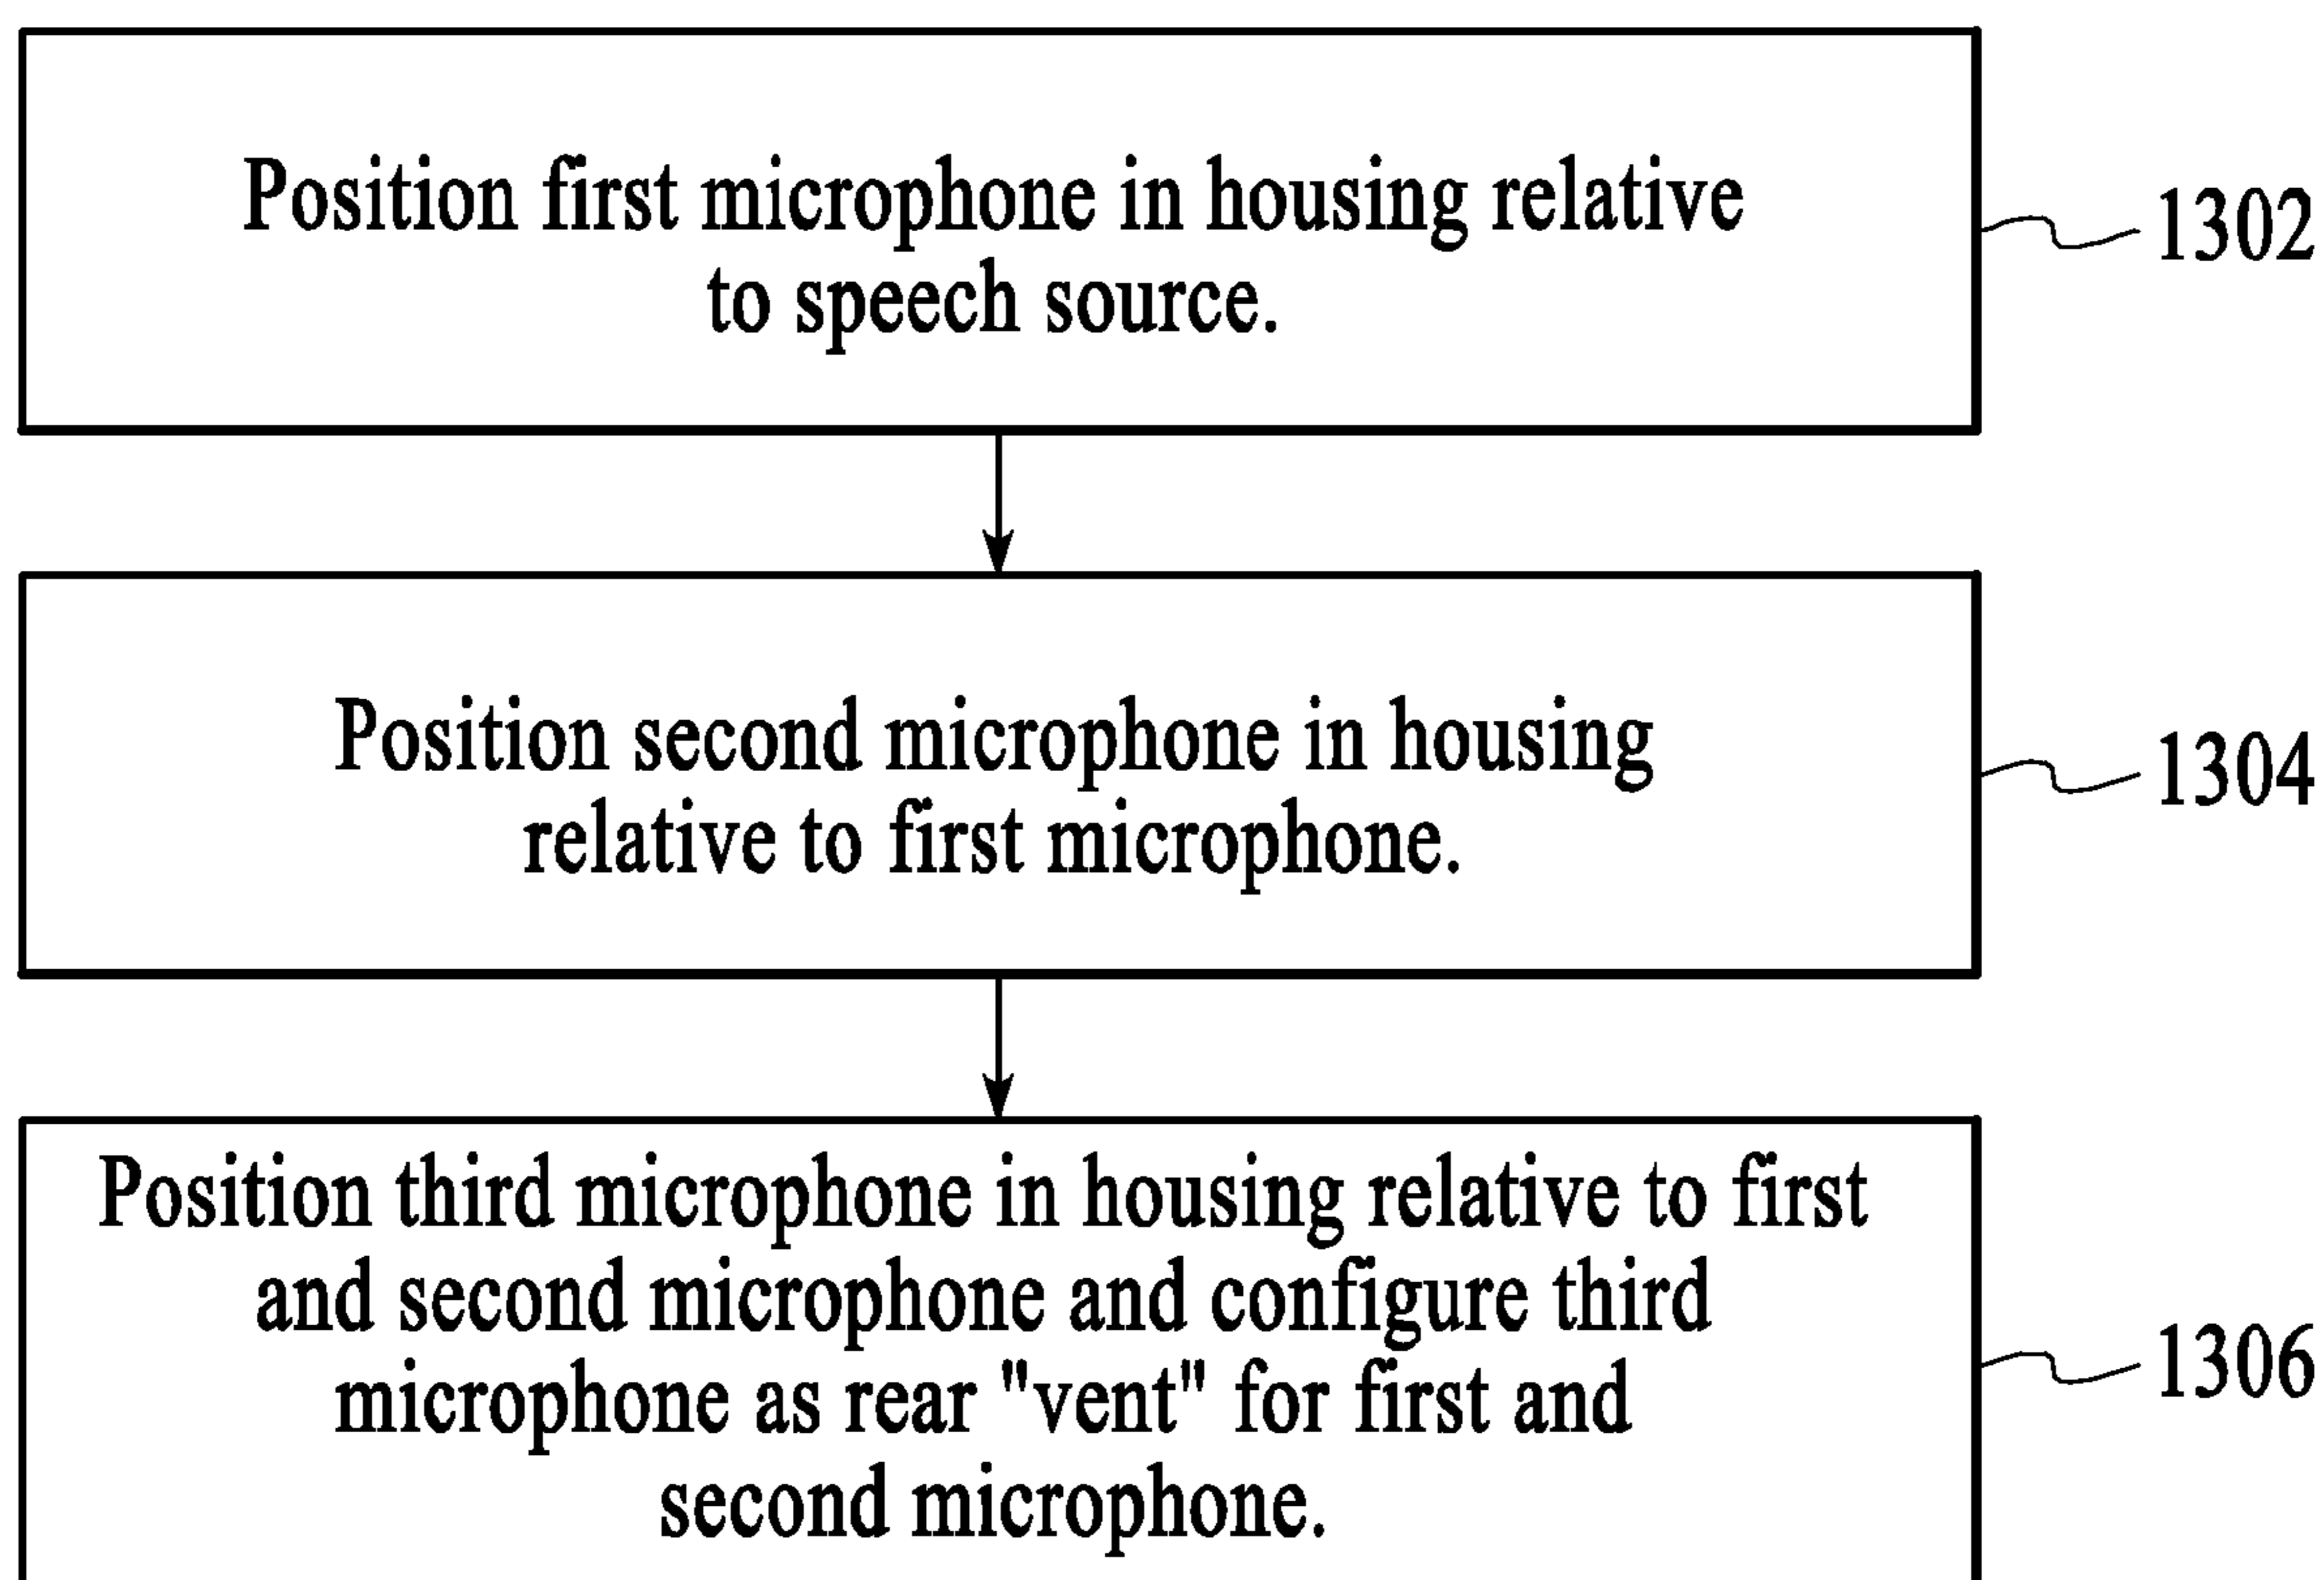 Position first microphone in housing relative
to speech source.
1302
Position second microphone in housing
relative to first microphone.
1304
Position third microphone in housing relative to first
and second microphone and configure third
microphone as rear "vent" for first and
second microphone.
1306